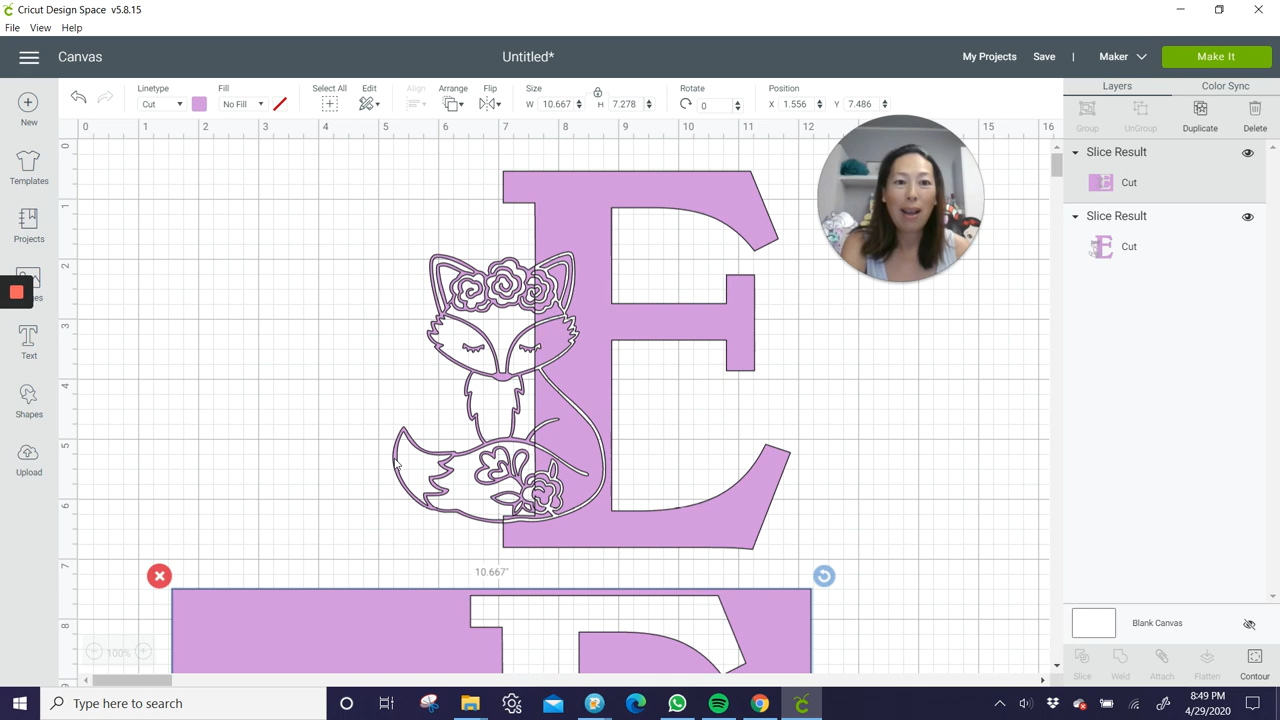 Cricut Design Space v5.8.15
File View Help
Canvas
Untitled*
My Projects Save | Maker Make It
Linetype Fill Select All Edit Align Arrange Flip Size Rotate Position
Cut No Fill W 10.667 H 7.278 0 X 1.556 Y 7.486
Layers Color Sync
Group UnGroup Duplicate Delete
New
Templates
Projects
Text
Shapes
Upload
0 1 2 3 4 5 6 7 8 9 10 11 12 15 16
0
1
2
3
4
5
6
7
8
Slice Result
Cut
Slice Result
Cut
E
10.667"
100%
Blank Canvas
Slice Weld Attach Flatten Contour
Type here to search
8:49 PM
4/29/2020